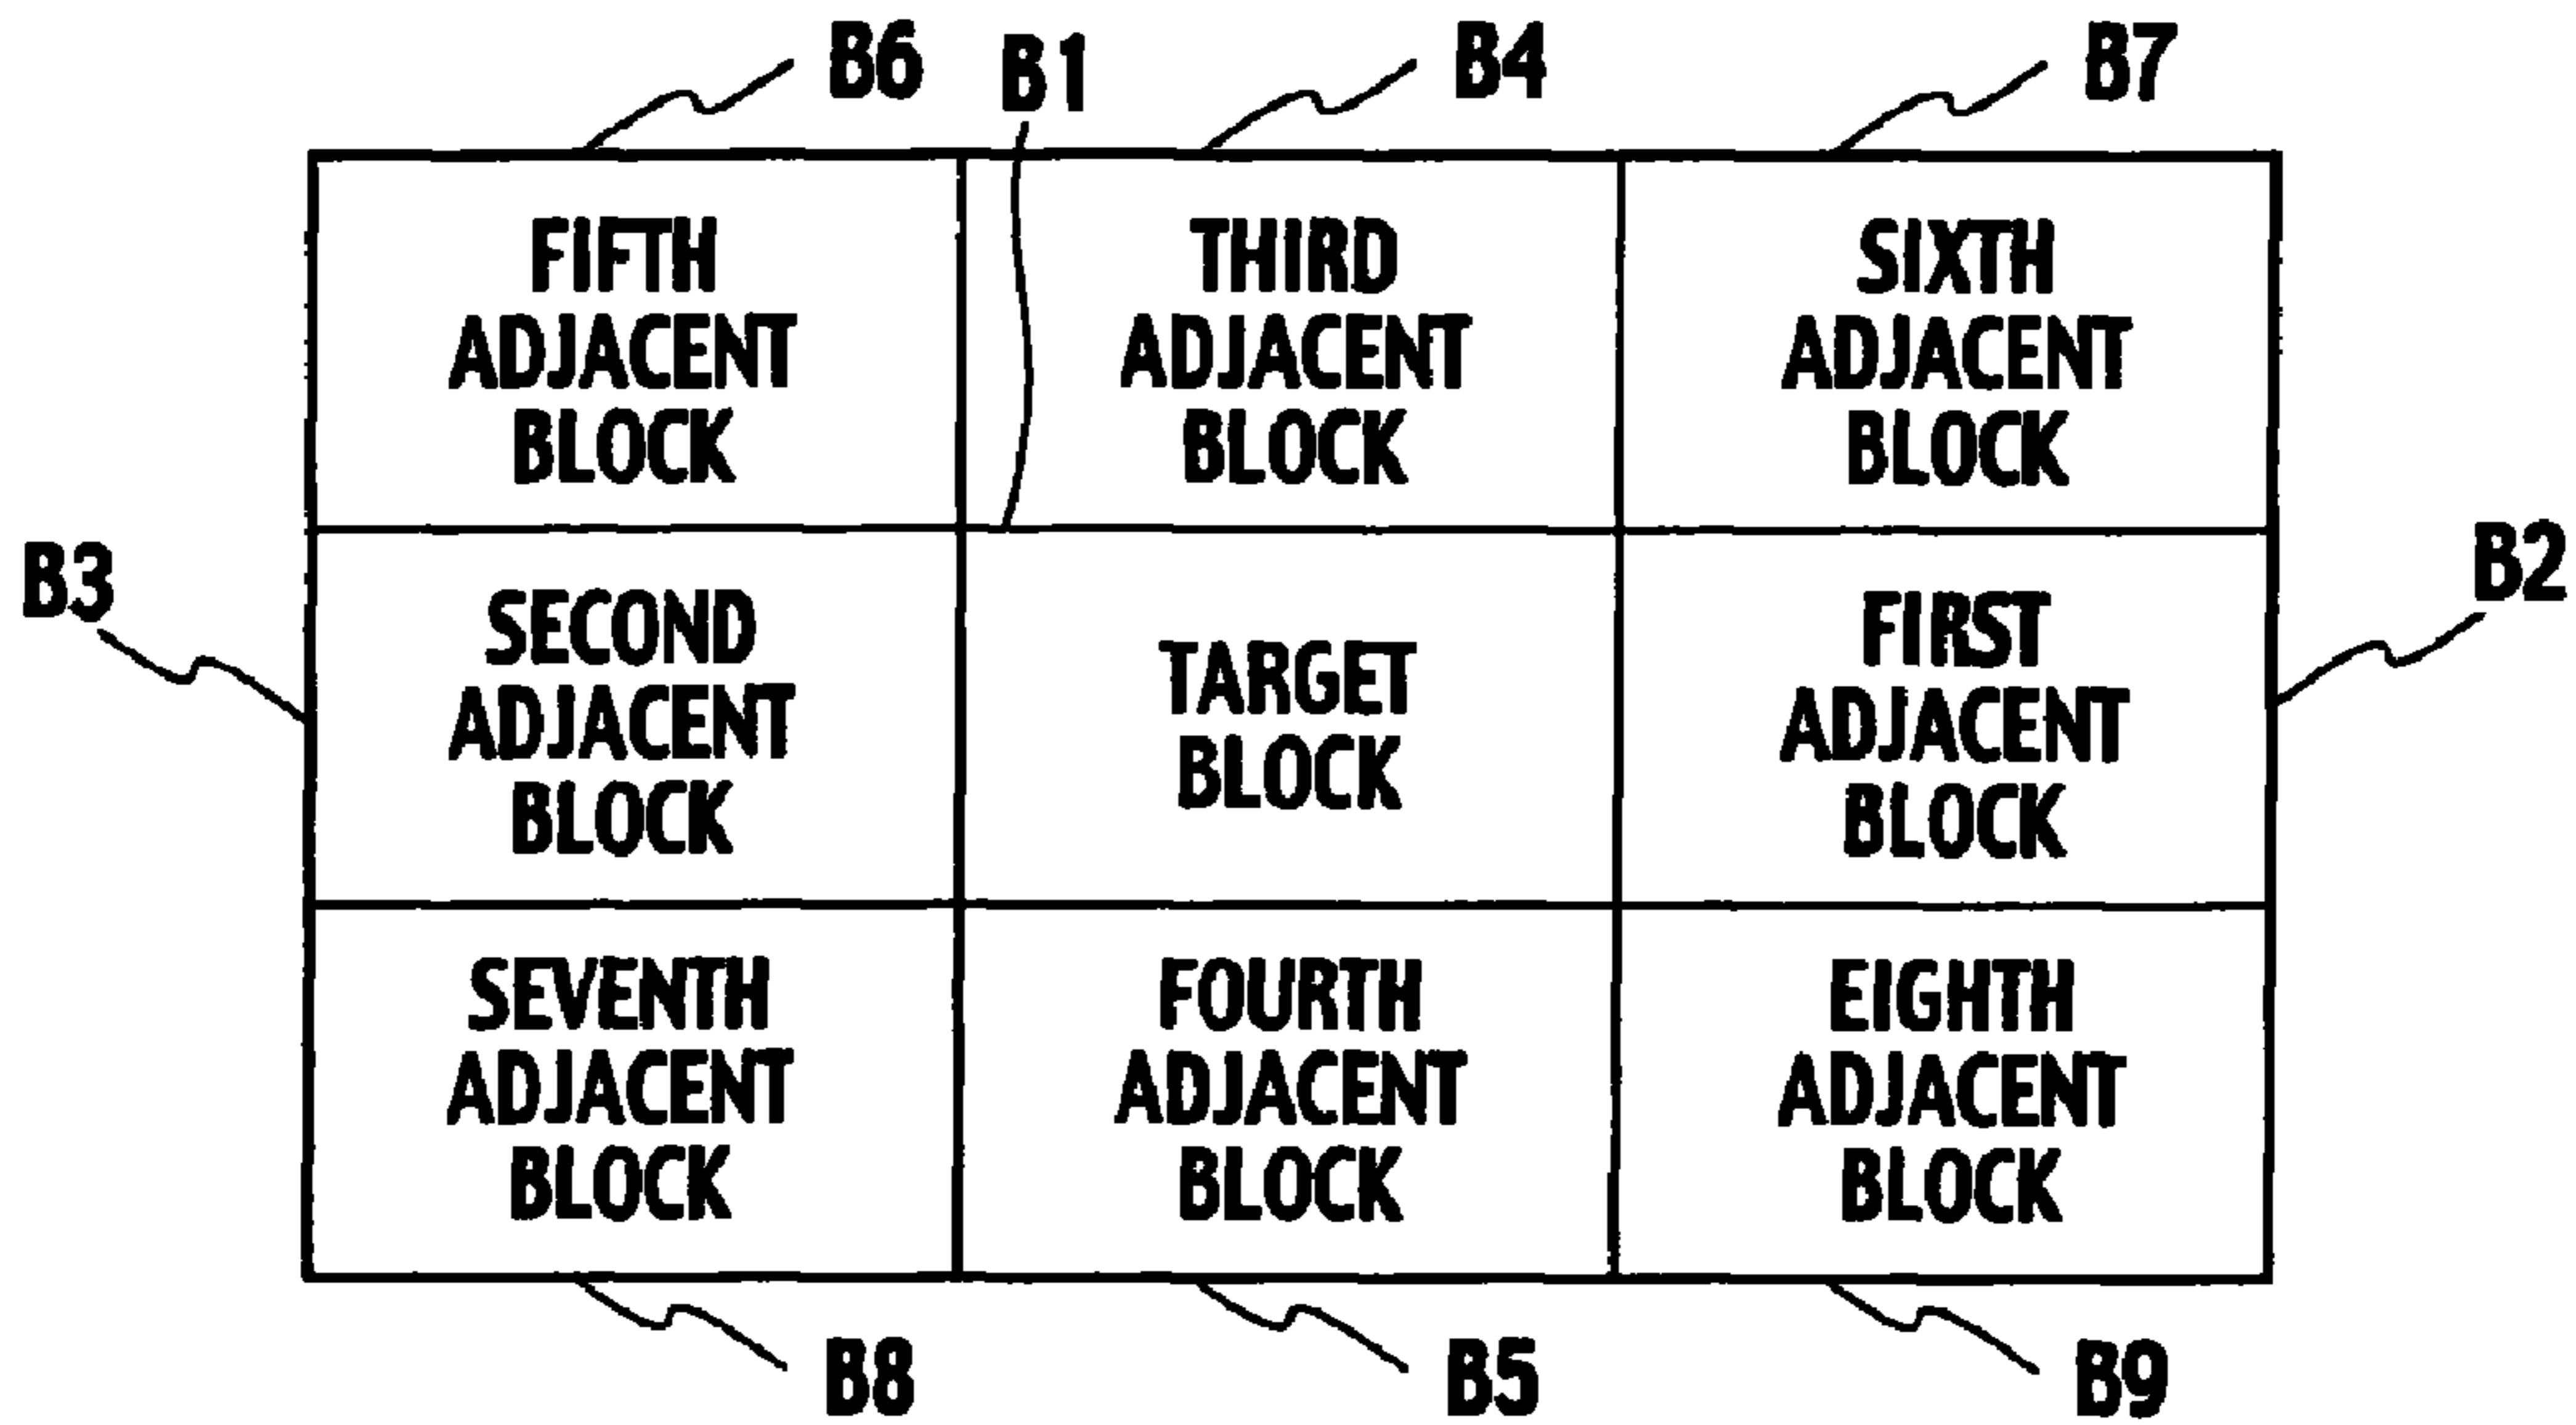 B6
B1
B4
B7
FIFTH
ADJACENT
BLOCK
THIRD
ADJACENT
BLOCK
SIXTH
ADJACENT
BLOCK
B3
SECOND
ADJACENT
BLOCK
TARGET
BLOCK
FIRST
ADJACENT
BLOCK
B2
SEVENTH
ADJACENT
BLOCK
FOURTH
ADJACENT
BLOCK
EIGHTH
ADJACENT
BLOCK
B8
B5
B9